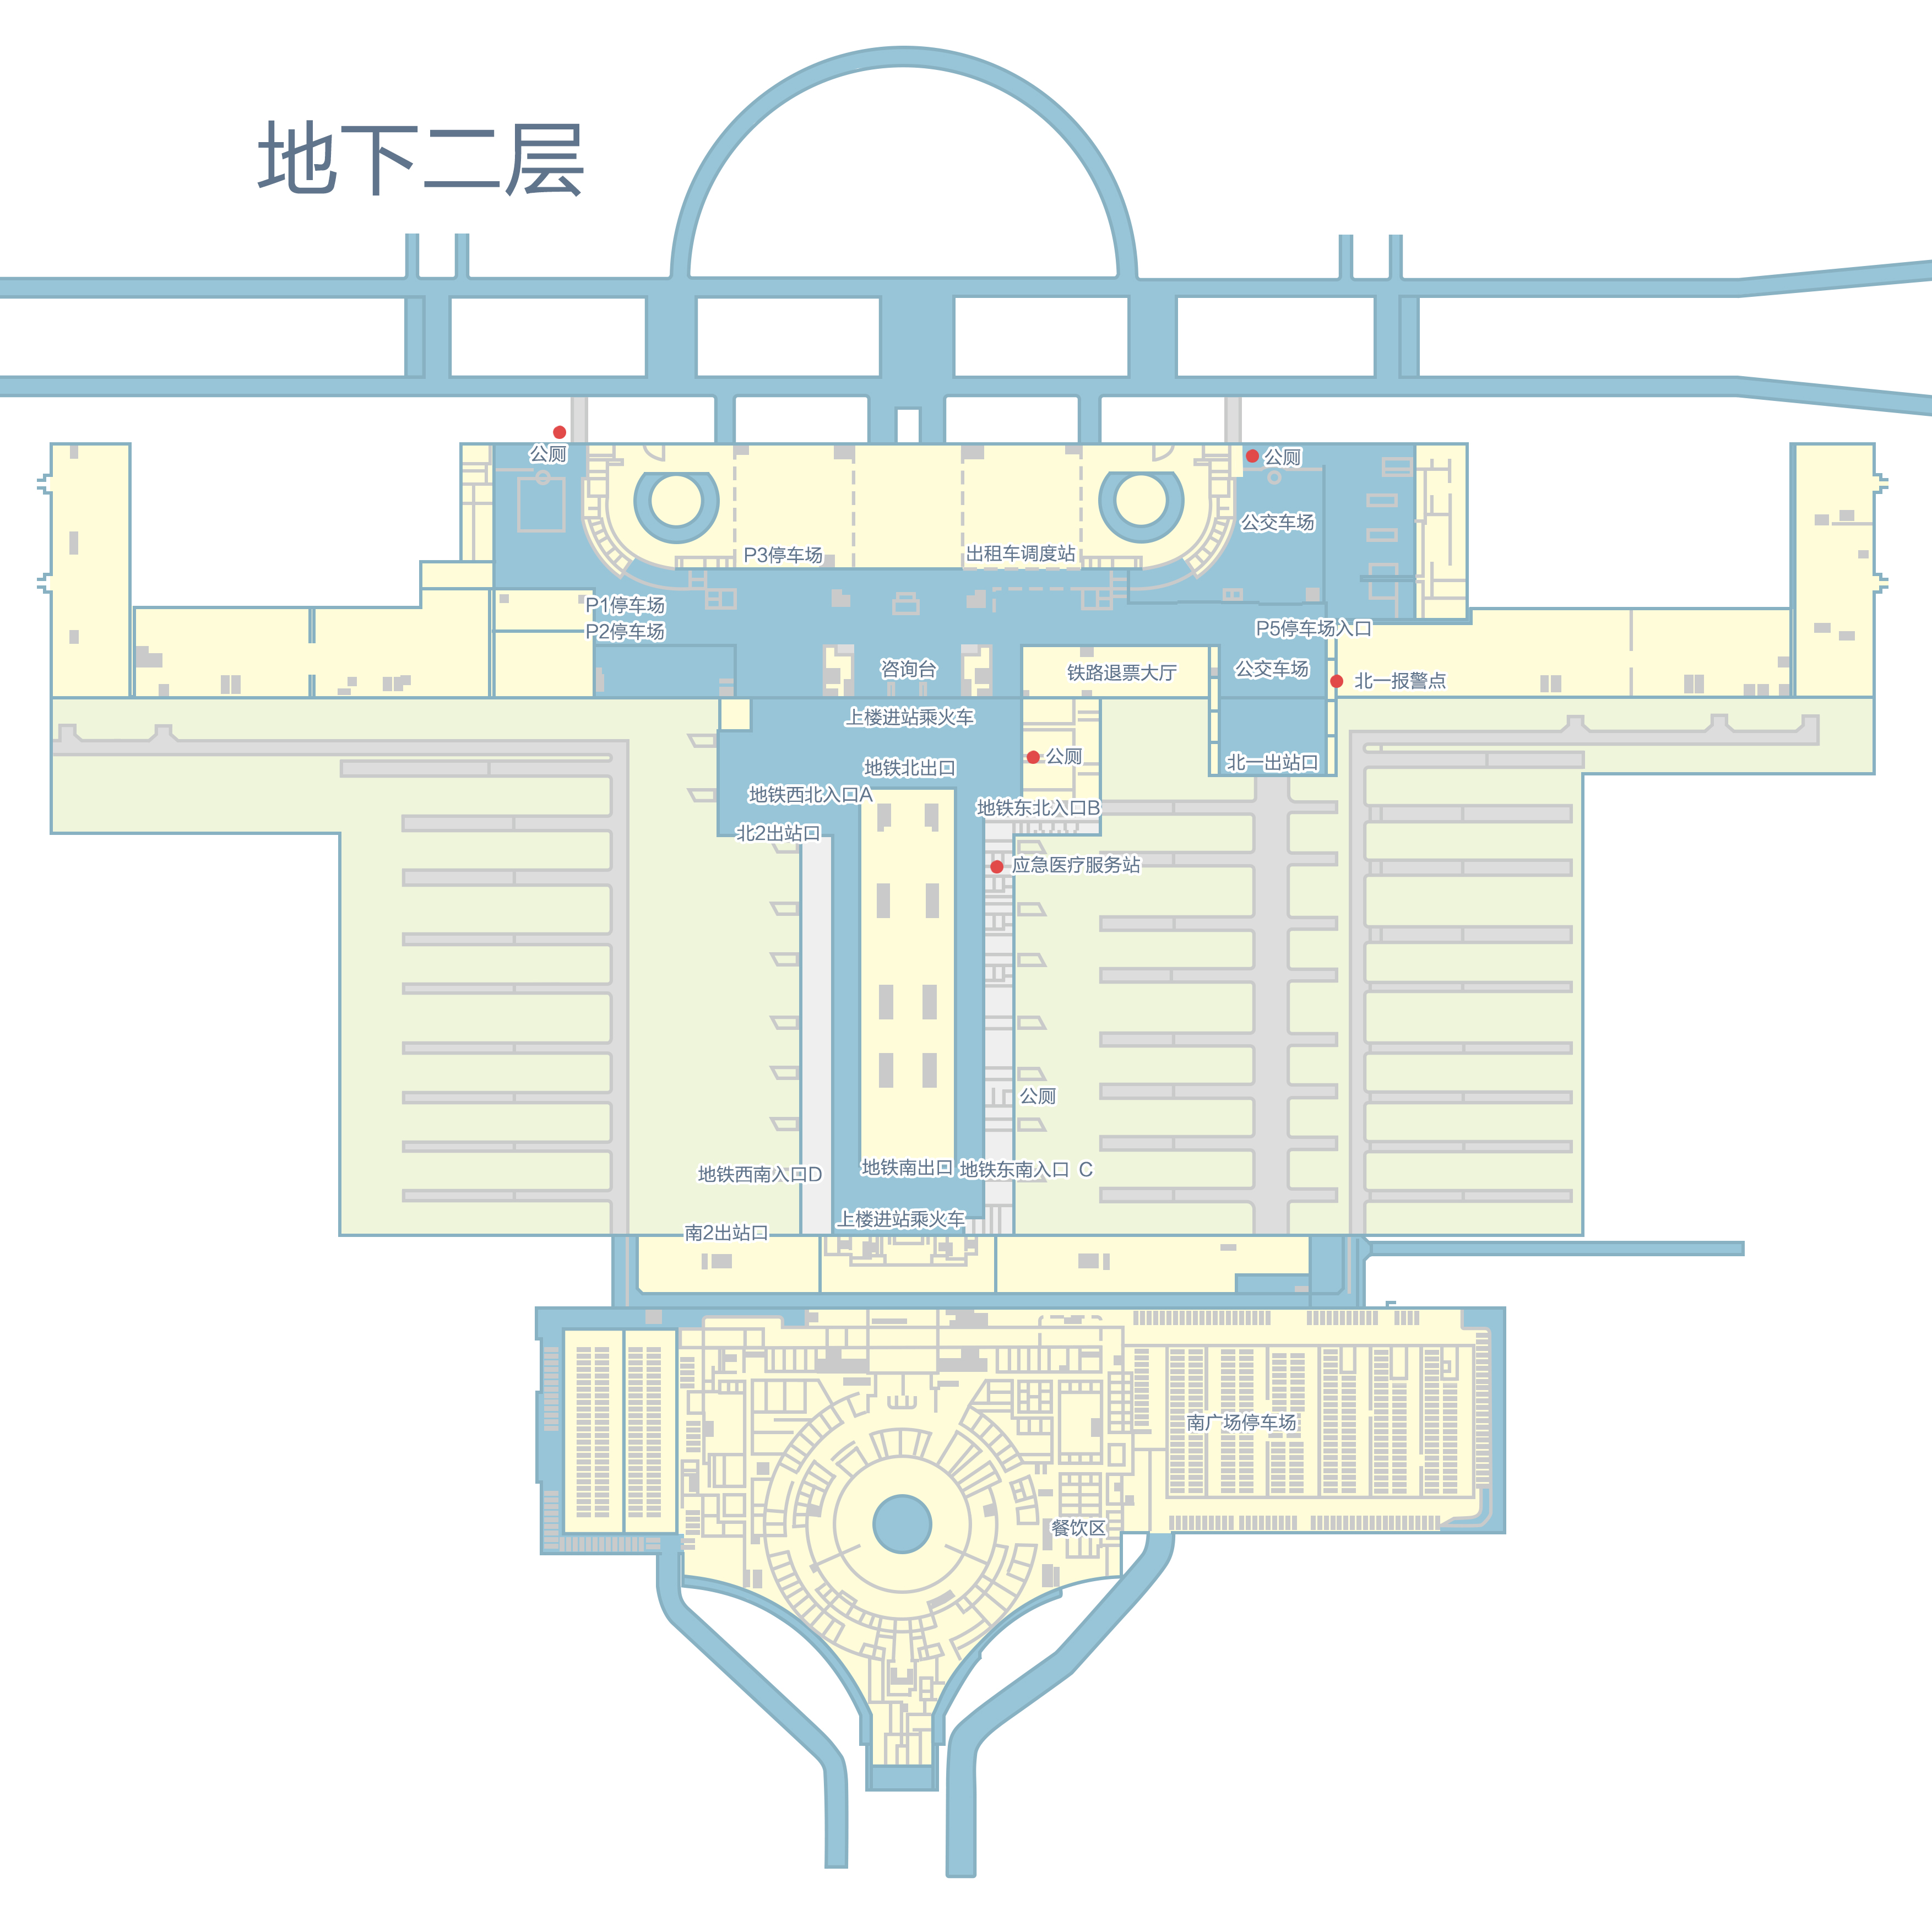 地下二层
公厕
公厕
公交车场
P3停车场
出租车调度站
P1停车场
P2停车场
P5停车场入口
咨询台
铁路退票大厅
公交车场
北一报警点
上楼进站乘火车
公厕
地铁北出口
北一出站口
地铁西北入口A
地铁东北入口B
北2出站口
应急医疗服务站
公厕
地铁西南入口D
地铁南出口
地铁东南入口 C
上楼进站乘火车
南2出站口
南广场停车场
餐饮区